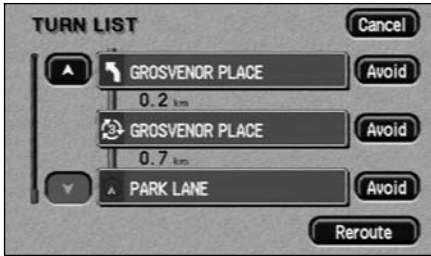 TURN LIST
Cancel
GROSVENOR PLACE
Avoid
0.2 km
3 GROSVENOR PLACE
Avoid
0.7 km
PARK LANE
Avoid
Reroute